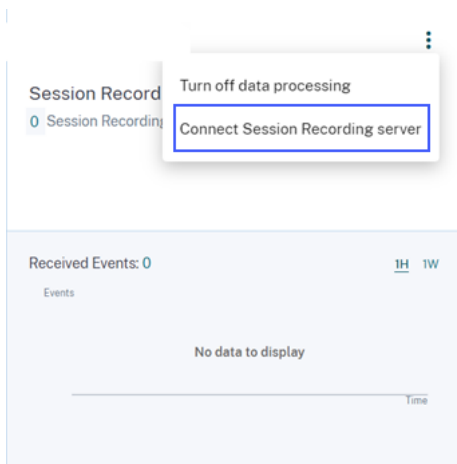 Session Record
0 Session Recording
Turn off data processing
Connect Session Recording server
Received Events: 0
1H 1W
Events
No data to display
Time